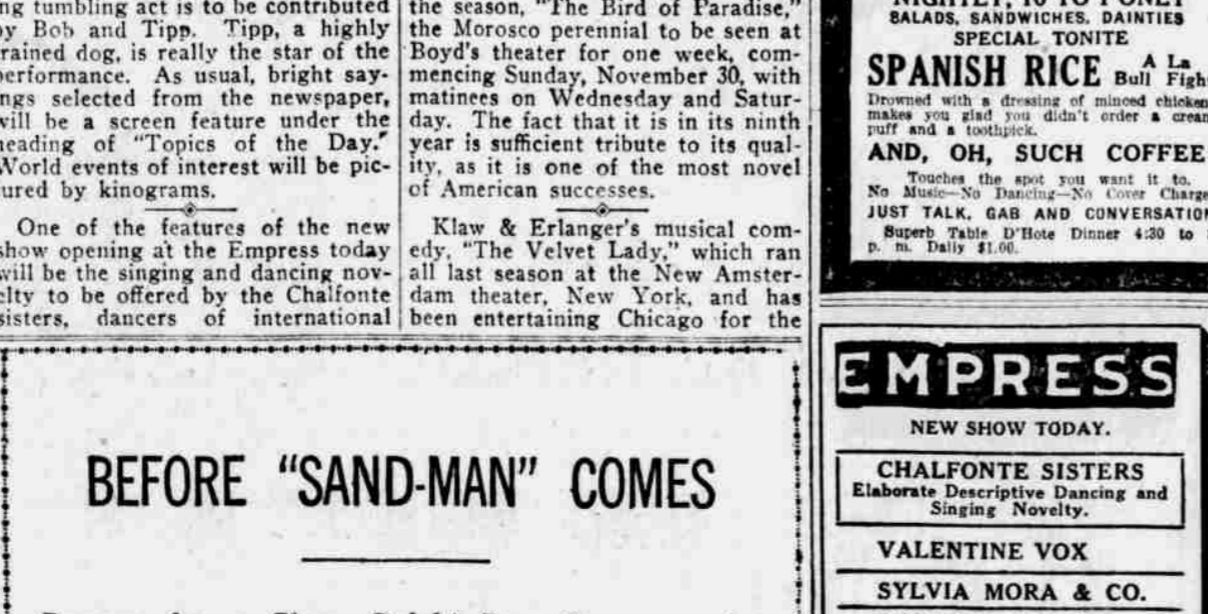 ng tumbling act is to be contributed
by Bob and Tipp. Tipp, a highly
rained dog, is really the star of the
erformance. As usual, bright say-
ngs selected from the newspaper,
will be a screen feature under the
eading of "Topics of the Day."
World events of interest will be pic-
ured by kinograms.
One of the features of the new
show opening at the Empress today
will be the singing and dancing nov-
elty to be offered by the Chalfonte
sisters, dancers of international
the season, "The Bird of Paradise,"
the Morosco perennial to be seen at
Boyd's theater for one week, com-
mencing Sunday, November 30, with
matinees on Wednesday and Satur-
day. The fact that it is in its ninth
year is sufficient tribute to its qual-
ity, as it is one of the most novel
of American successes.
Klaw & Erlanger's musical com-
edy, "The Velvet Lady," which ran
all last season at the New Amster-
dam theater, New York, and has
been entertaining Chicago for the
BEFORE "SAND-MAN" COMES
NIGHTLY, 10 TO
BALADS, SANDWICHES, DAINTIES
SPECIAL TONITE
SPANISH RICE A La
Bull Figh
Drowned with a dressing of minced chicken
makes you glad you didn't order a cream
puff and a toothpick.
AND, OH, SUCH COFFEE
Touches the spot you want it to.
No Music—No Dancing—No Cover Charge
JUST TALK, GAB AND CONVERSATION
Superb Table D'Hote Dinner 4:30 to
p. m. Daily $1.00.
EMPRESS
NEW SHOW TODAY.
CHALFONTE SISTERS
Elaborate Descriptive Dancing and
Singing Novelty.
VALENTINE VOX
SYLVIA MORA & CO.